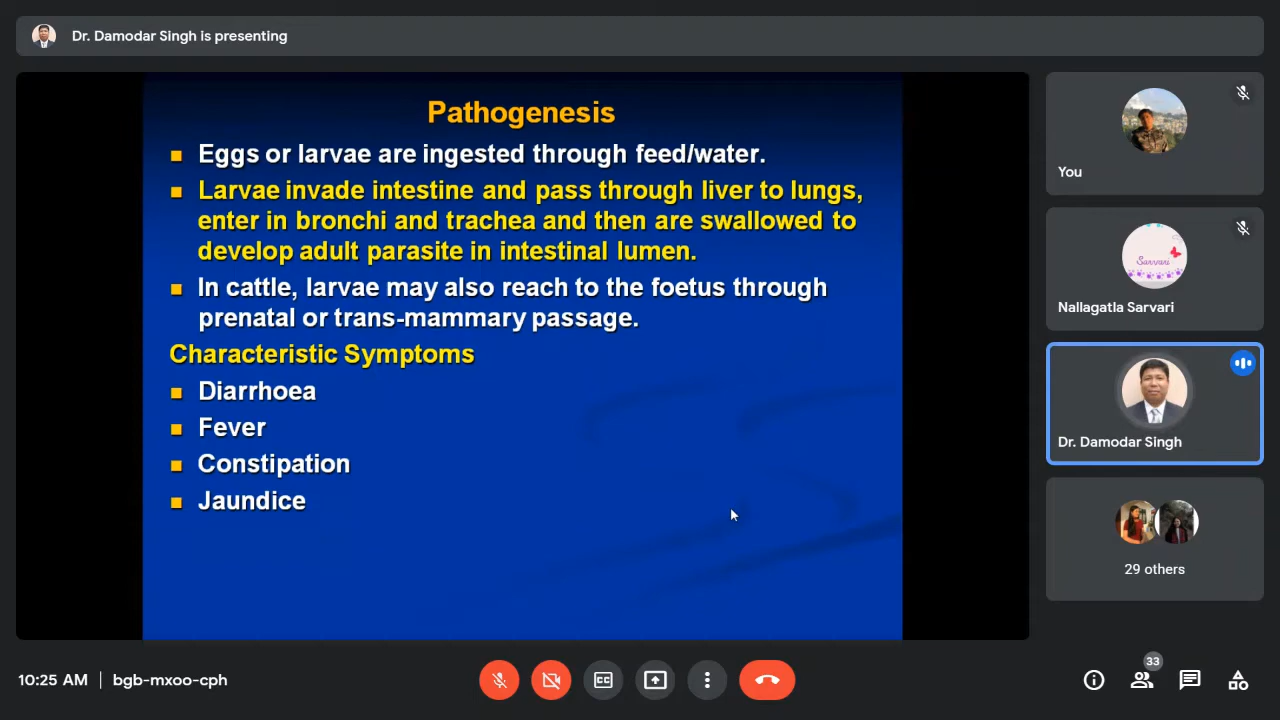 Dr. Damodar Singh is presenting
Pathogenesis
Eggs or larvae are ingested through feed/water.
Larvae invade intestine and pass through liver to lungs,
enter in bronchi and trachea and then are swallowed to
develop adult parasite in intestinal lumen.
In cattle, larvae may also reach to the foetus through
prenatal or trans-mammary passage.
Characteristic Symptoms
Diarrhoea
Fever
Constipation
Jaundice
You
Sarvari
Nallagatla Sarvari
Dr. Damodar Singh
29 others
10:25 AM | bgb-mxoo-cph
CC
33